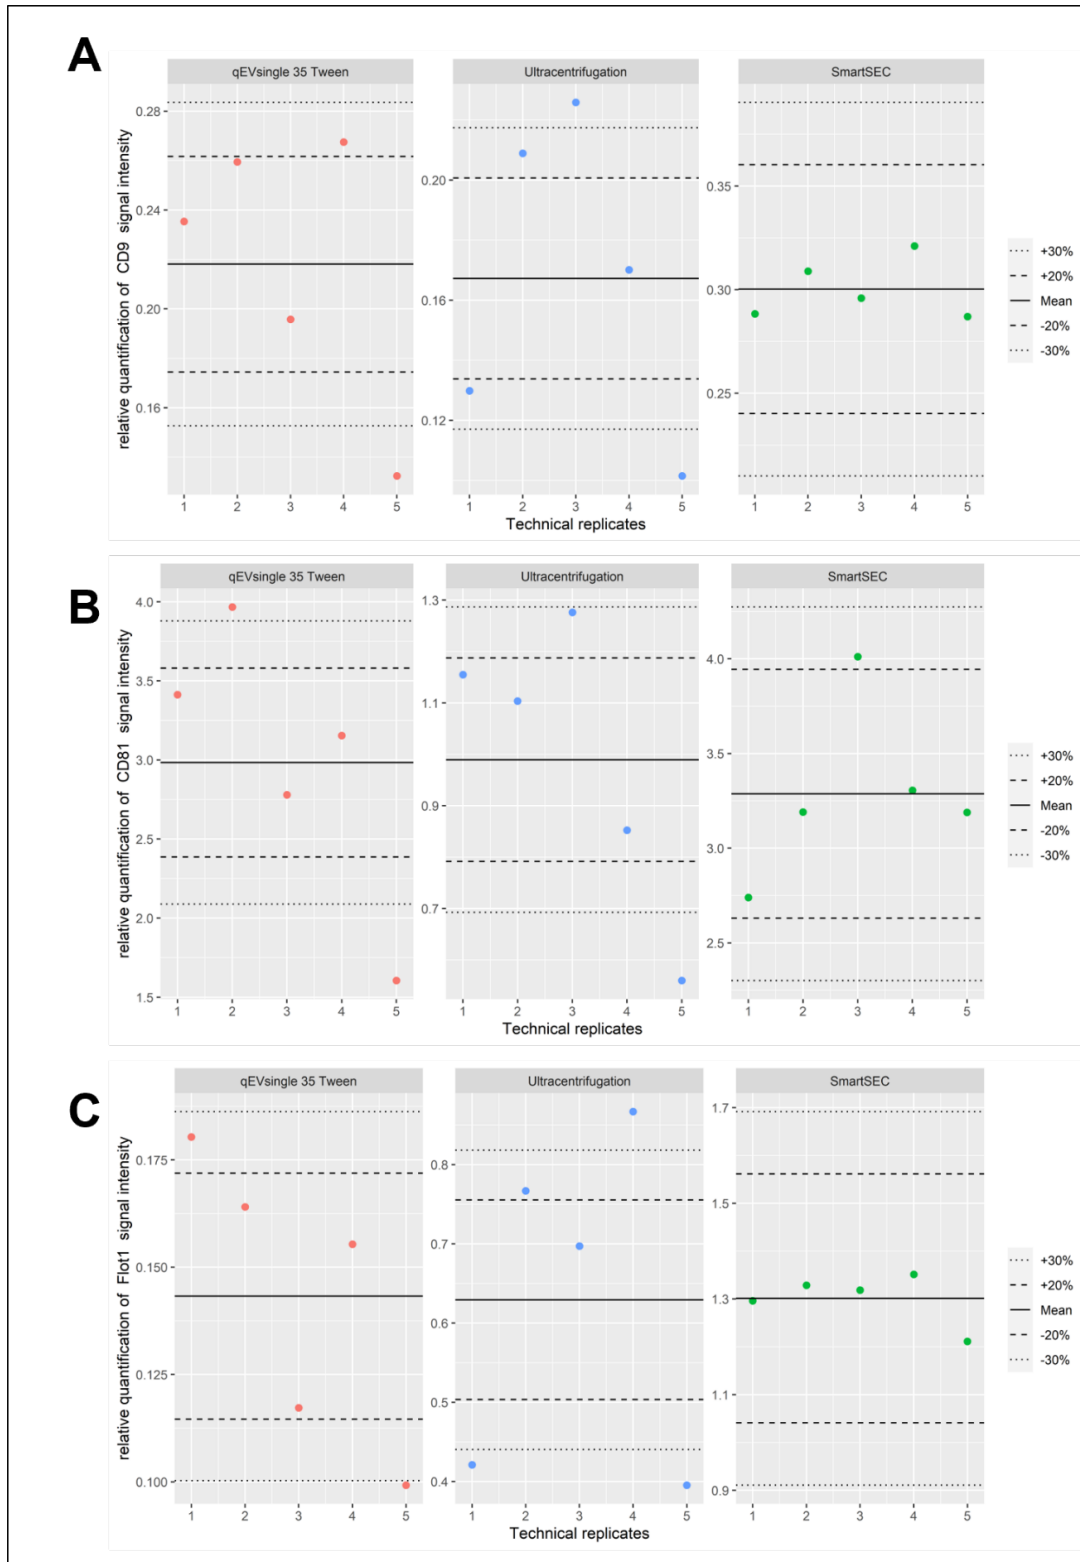 A
qEVsingle 35 Tween Ultracentrifugation SmartSEC
relative quantification of CD9 signal intensity
0.28
0.24
0.20
0.16
0.20
0.16
0.12
0.35
0.30
0.25
1 2 3 4 5 1 2 3 4 5 1 2 3 4 5
Technical replicates
+30%
+20%
Mean
-20%
-30%
B
qEVsingle 35 Tween Ultracentrifugation SmartSEC
relative quantification of CD81 signal intensity
4.0
3.5
3.0
2.5
2.0
1.5
1.3
1.1
0.9
0.7
4.0
3.5
3.0
2.5
1 2 3 4 5 1 2 3 4 5 1 2 3 4 5
Technical replicates
+30%
+20%
Mean
-20%
-30%
C
qEVsingle 35 Tween Ultracentrifugation SmartSEC
relative quantification of Flot1 signal intensity
0.175
0.150
0.125
0.100
0.8
0.7
0.6
0.5
0.4
1.7
1.5
1.3
1.1
0.9
1 2 3 4 5 1 2 3 4 5 1 2 3 4 5
Technical replicates
+30%
+20%
Mean
-20%
-30%